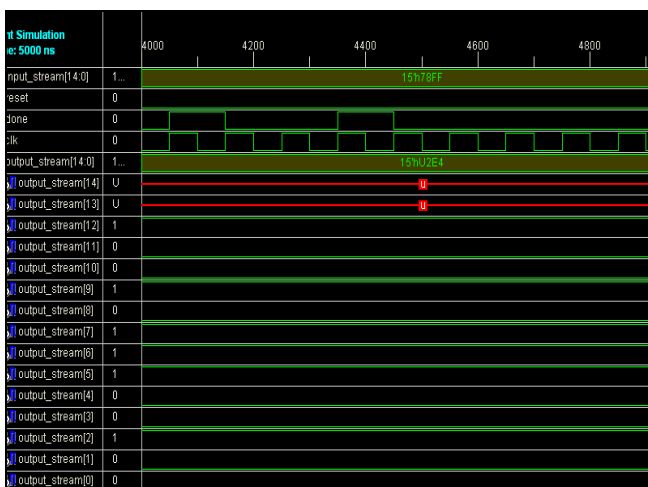 nt Simulation
e: 5000 ns
4000 4200 4400 4600 4800
nput_stream[14:0] 1... 15'h78FF
eset 0
done 0
clk 0
output_stream[14:0] 1... 15'hU2E4
output_stream[14] U U
output_stream[13] U U
output_stream[12] 1
output_stream[11] 0
output_stream[10] 0
output_stream[9] 1
output_stream[8] 0
output_stream[7] 1
output_stream[6] 1
output_stream[5] 1
output_stream[4] 0
output_stream[3] 0
output_stream[2] 1
output_stream[1] 0
output_stream[0] 0